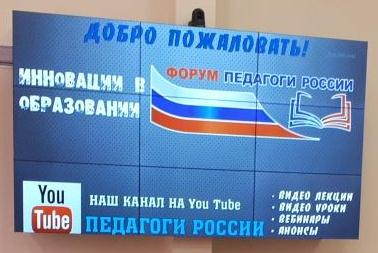 ДОБРО ПОЖАЛОВАТЬ!
ФОРУМ ПЕДАГОГИ РОССИИ
ИННОВАЦИИ В
ОБРАЗОВАНИИ
You
Tube
НАШ КАНАЛ НА You Tube
ПЕДАГОГИ РОССИИ
· ВИДЕО ЛЕКЦИИ
· ВИДЕО УРОКИ
· ВЕБИНАРЫ
· АНОНСЫ